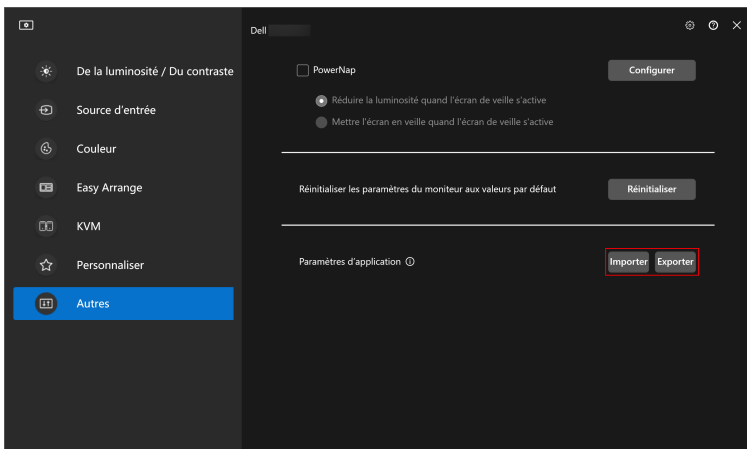 Dell
De la luminosité / Du contraste
Source d'entrée
Couleur
Easy Arrange
KVM
Personnaliser
Autres
PowerNap
Configurer
Réduire la luminosité quand l'écran de veille s'active
Mettre l'écran en veille quand l'écran de veille s'active
Réinitialiser les paramètres du moniteur aux valeurs par défaut
Réinitialiser
Paramètres d'application
Importer Exporter